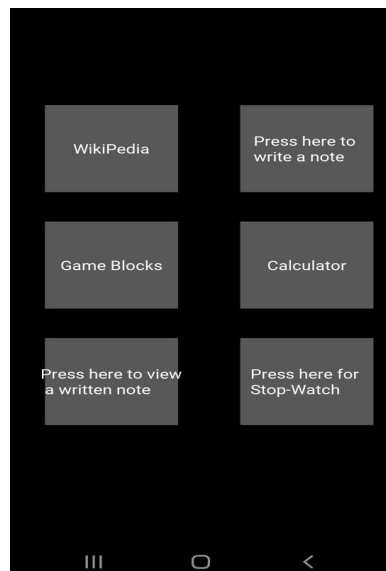 WikiPedia
Press here to
write a note
Game Blocks
Calculator
Press here to view
a written note
Press here for
Stop-Watch